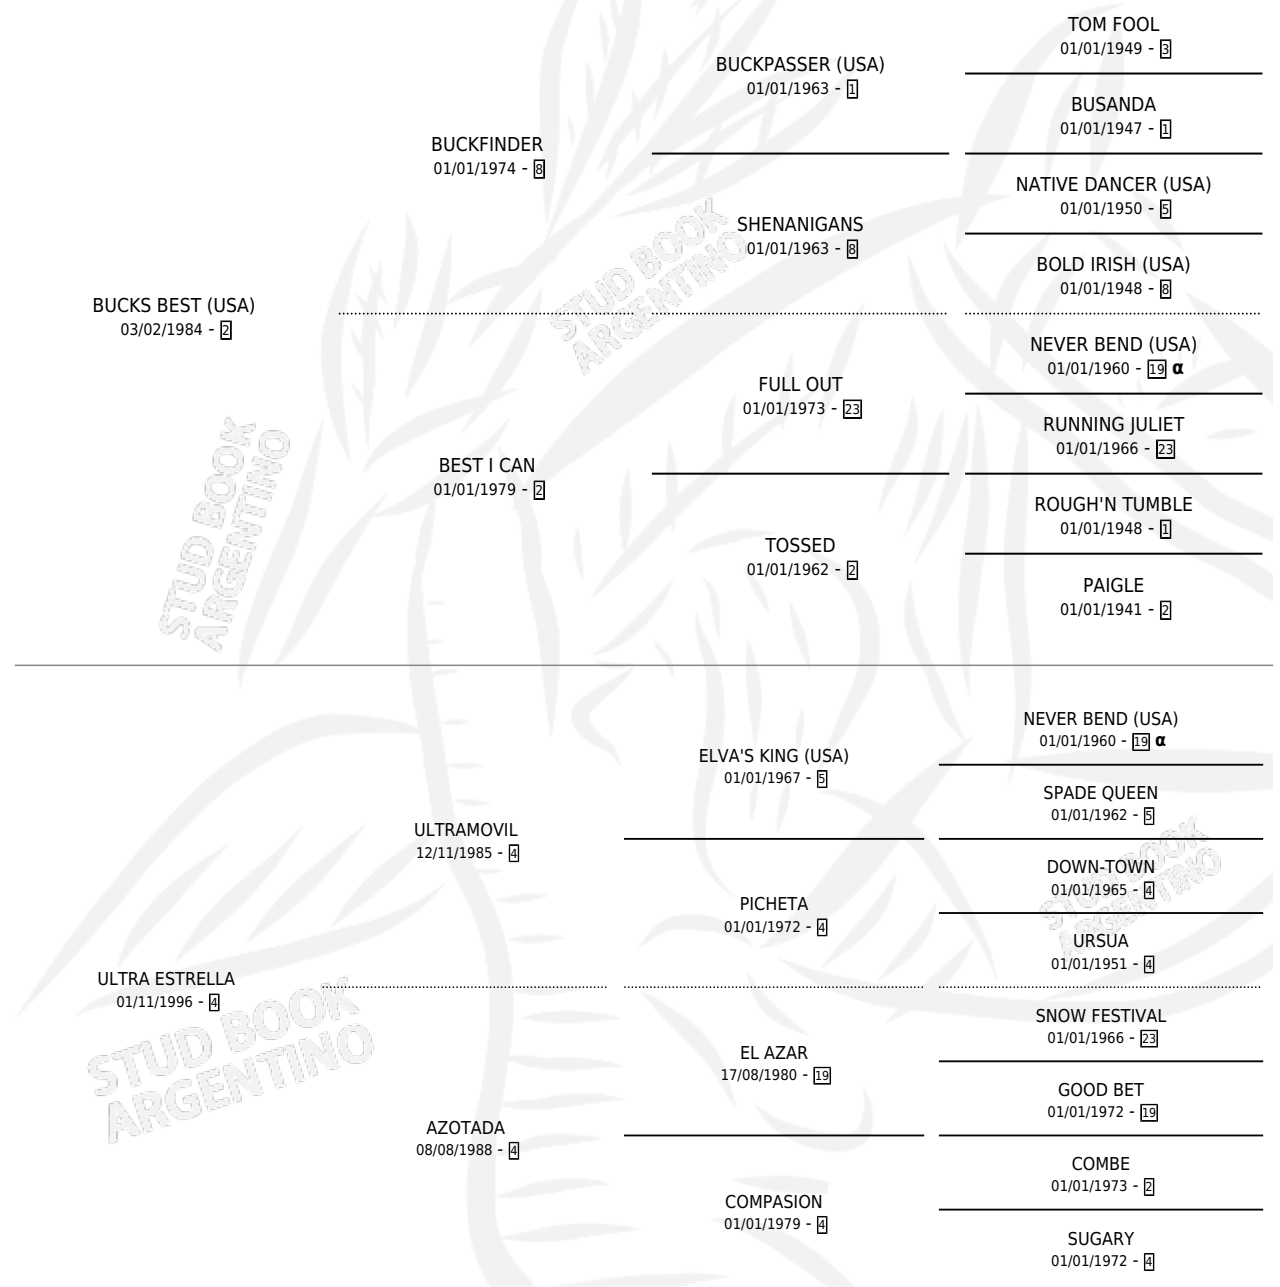 TOM FOOL
01/01/1949 - 3
BUCKPASSER (USA)
01/01/1963 - 1
BUSANDA
01/01/1947 - 1
BUCKFINDER
01/01/1974 - 8
NATIVE DANCER (USA)
01/01/1950 - 5
SHENANIGANS
01/01/1963 - 8
BOLD IRISH (USA)
01/01/1948 - 8
BUCKS BEST (USA)
03/02/1984 - 2
NEVER BEND (USA)
01/01/1960 - 19 α
FULL OUT
01/01/1973 - 23
RUNNING JULIET
01/01/1966 - 23
BEST I CAN
01/01/1979 - 2
ROUGH'N TUMBLE
01/01/1948 - 1
TOSSED
01/01/1962 - 2
PAIGLE
01/01/1941 - 2
STUD BOOK
ARGENTINO
STUD BOOK
ARGENTINO
NEVER BEND (USA)
01/01/1960 - 19 α
ELVA'S KING (USA)
01/01/1967 - 5
SPADE QUEEN
01/01/1962 - 5
ULTRAMOVIL
12/11/1985 - 4
DOWN-TOWN
01/01/1965 - 4
PICHETA
01/01/1972 - 4
URSUA
01/01/1951 - 4
ULTRA ESTRELLA
01/11/1996 - 4
SNOW FESTIVAL
01/01/1966 - 23
EL AZAR
17/08/1980 - 19
GOOD BET
01/01/1972 - 19
AZOTADA
08/08/1988 - 4
COMBE
01/01/1973 - 2
COMPASION
01/01/1979 - 4
SUGARY
01/01/1972 - 4
STUD BOOK
ARGENTINO
STUD BOOK
ARGENTINO